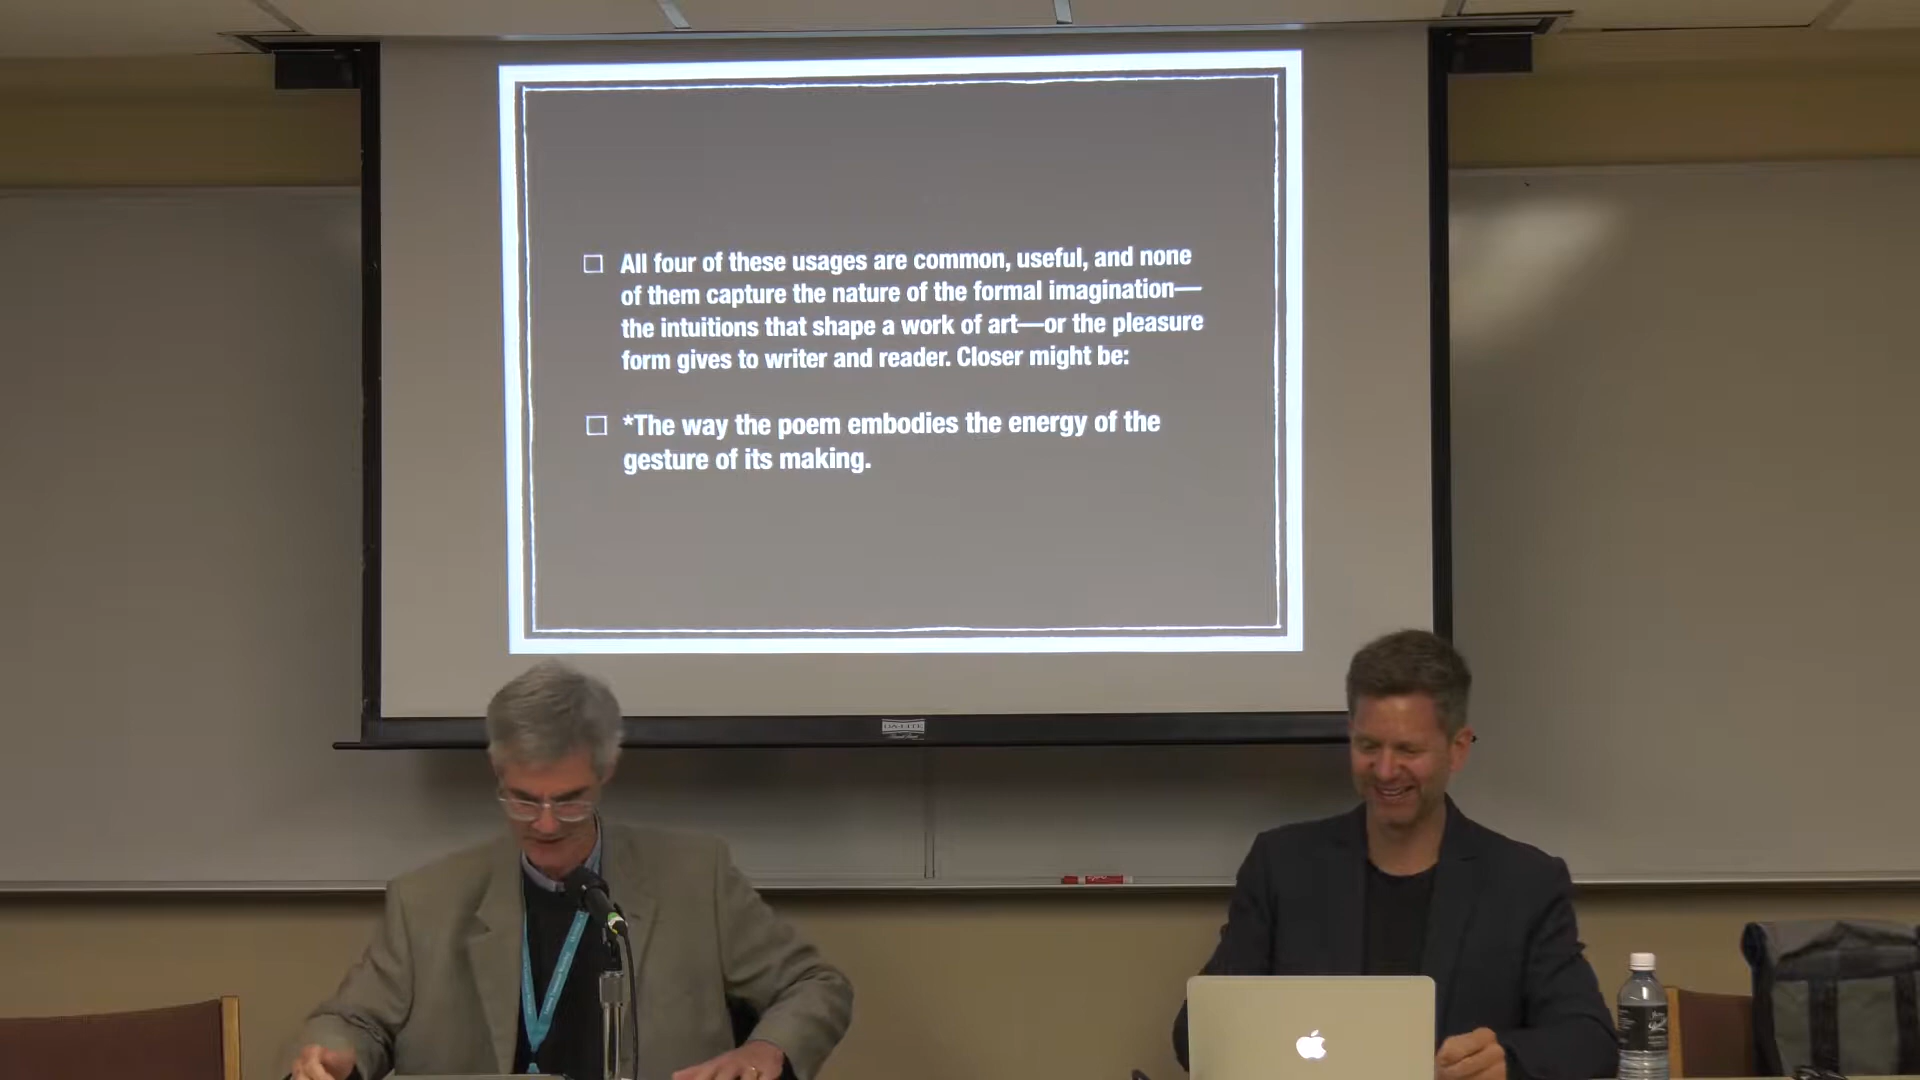 All four of these usages are common, useful, and none
of them capture the nature of the formal imagination—
the intuitions that shape a work of art—or the pleasure
form gives to writer and reader. Closer might be:
*The way the poem embodies the energy of the
gesture of its making.
DA-LITE